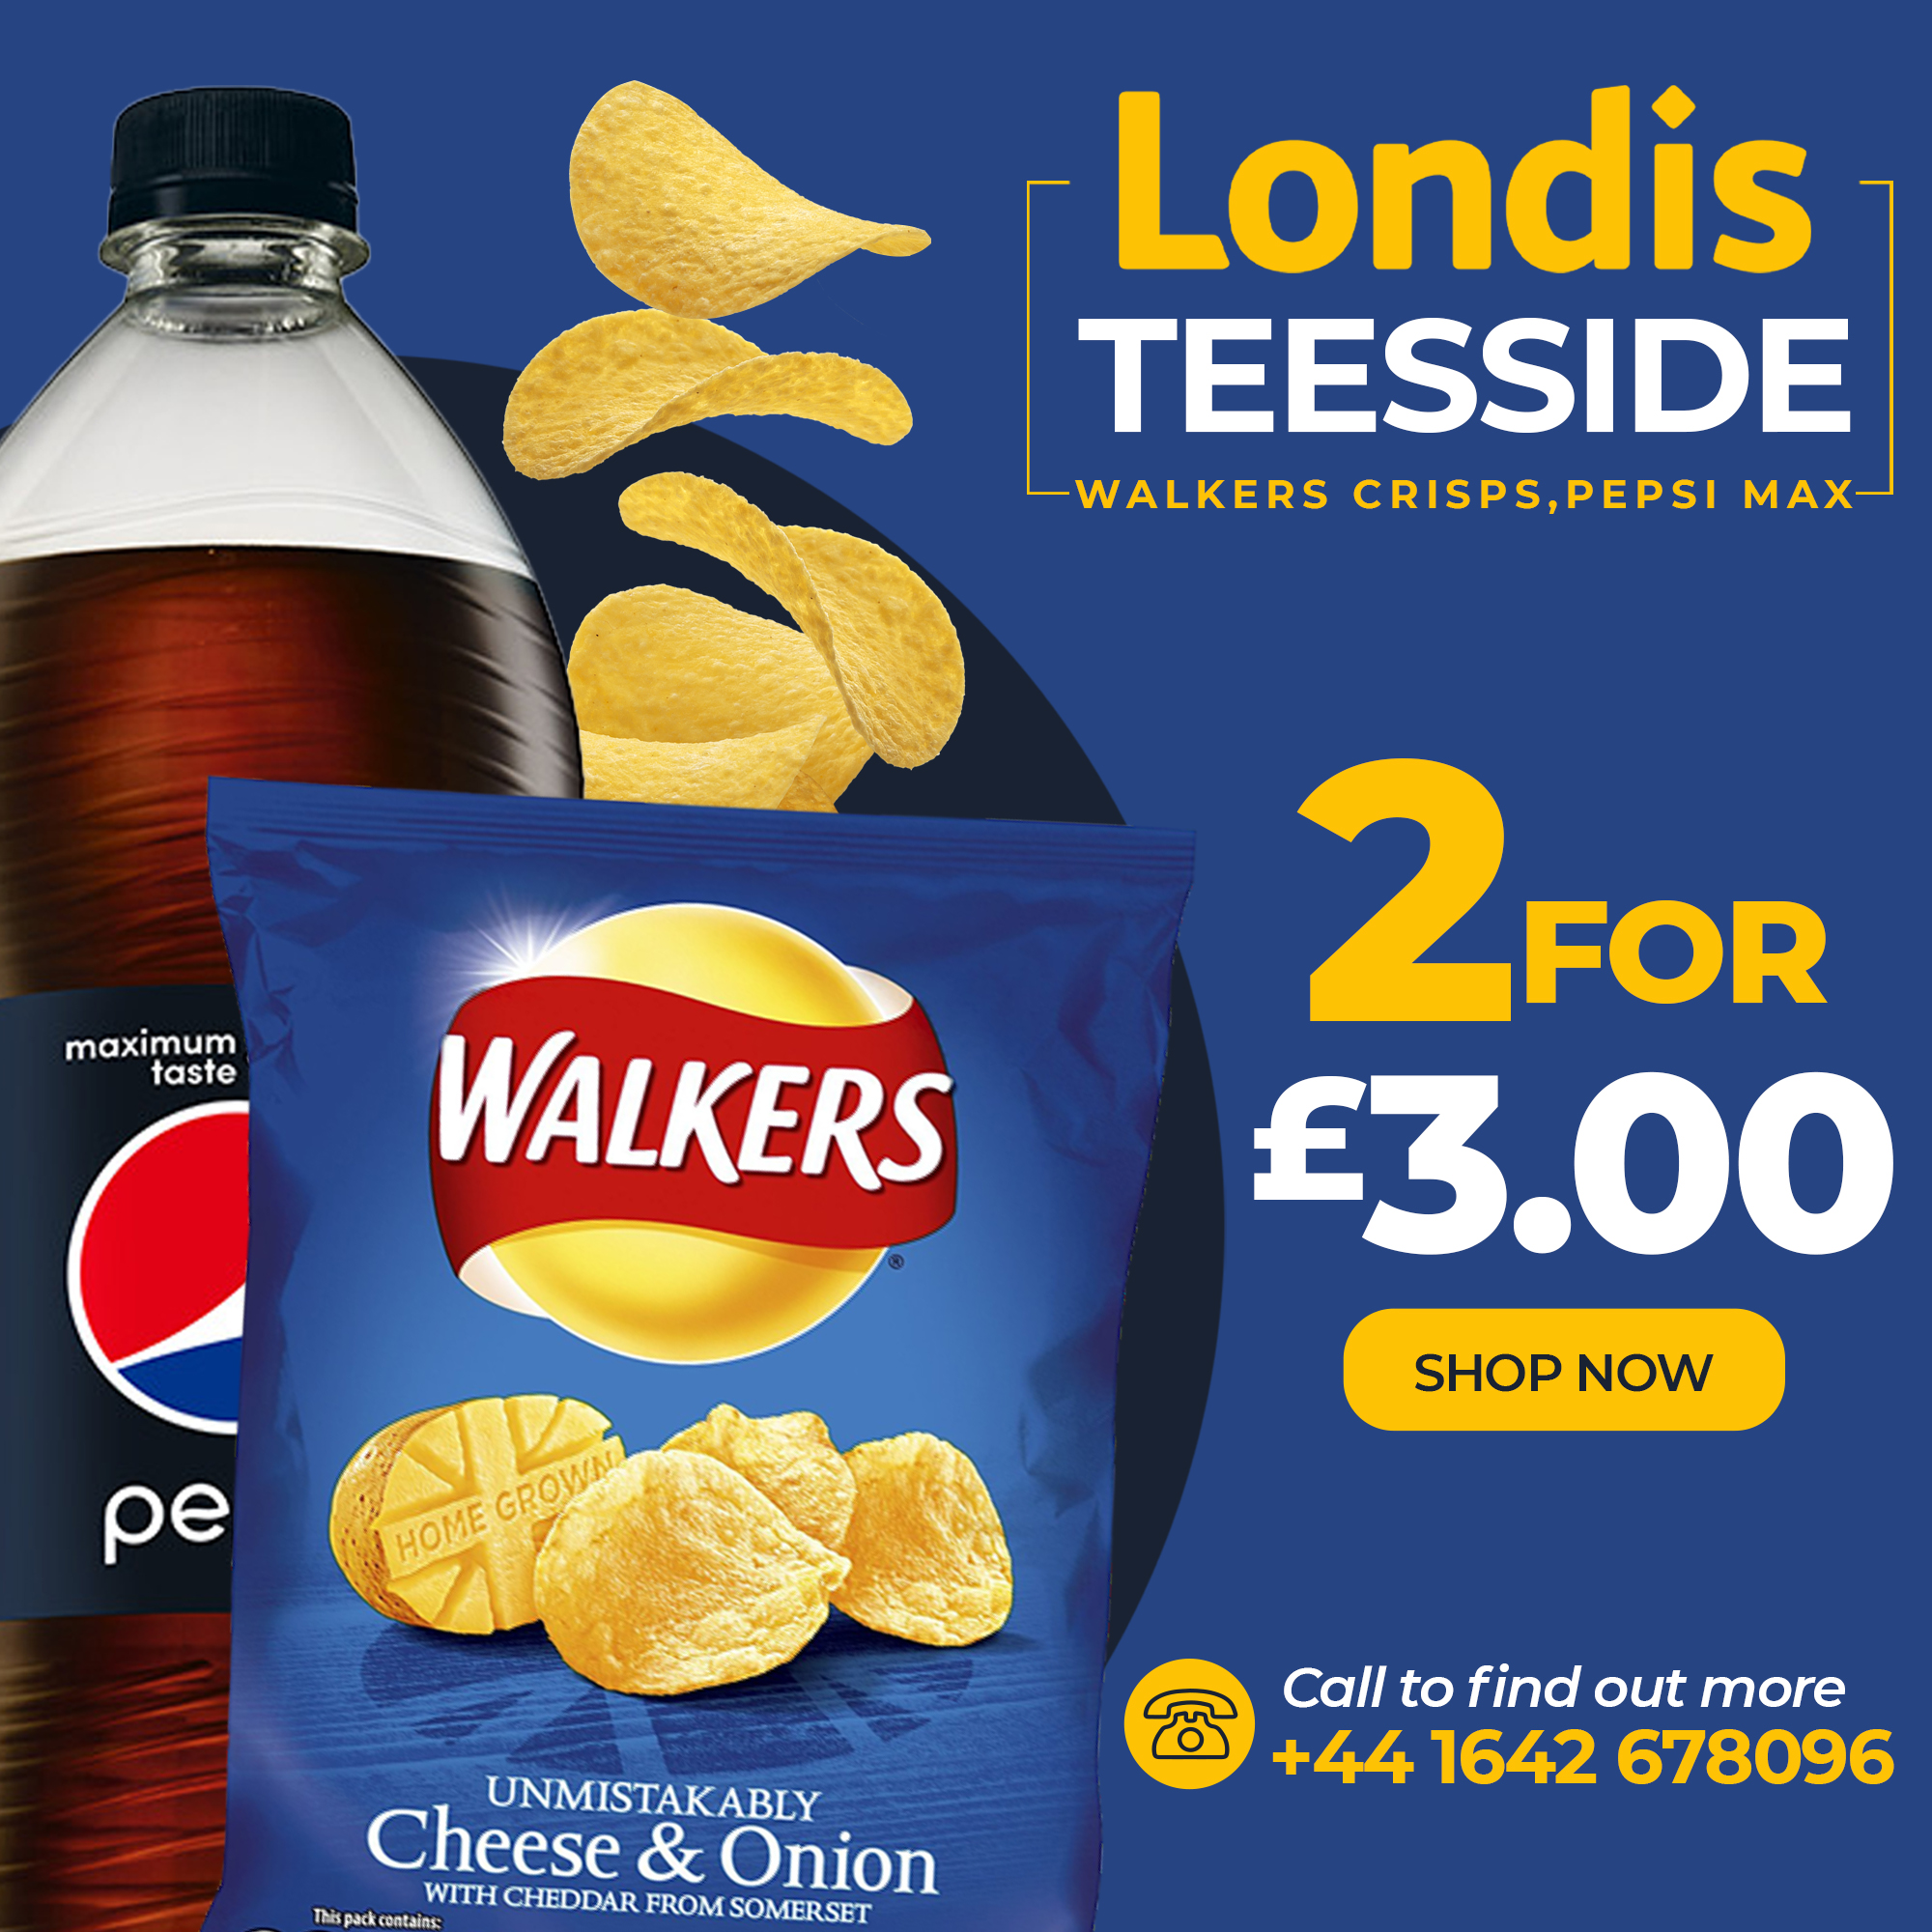 Londis
TEESSIDE
WALKERS CRISPS,PEPSI MAX
2 FOR
£3.00
SHOP NOW
Call to find out more
+44 1642 678096
maximum
taste
pe
WALKERS
®
HOME GROWN
UNMISTAKABLY
Cheese & Onion
WITH CHEDDAR FROM SOMERSET
This pack contains: